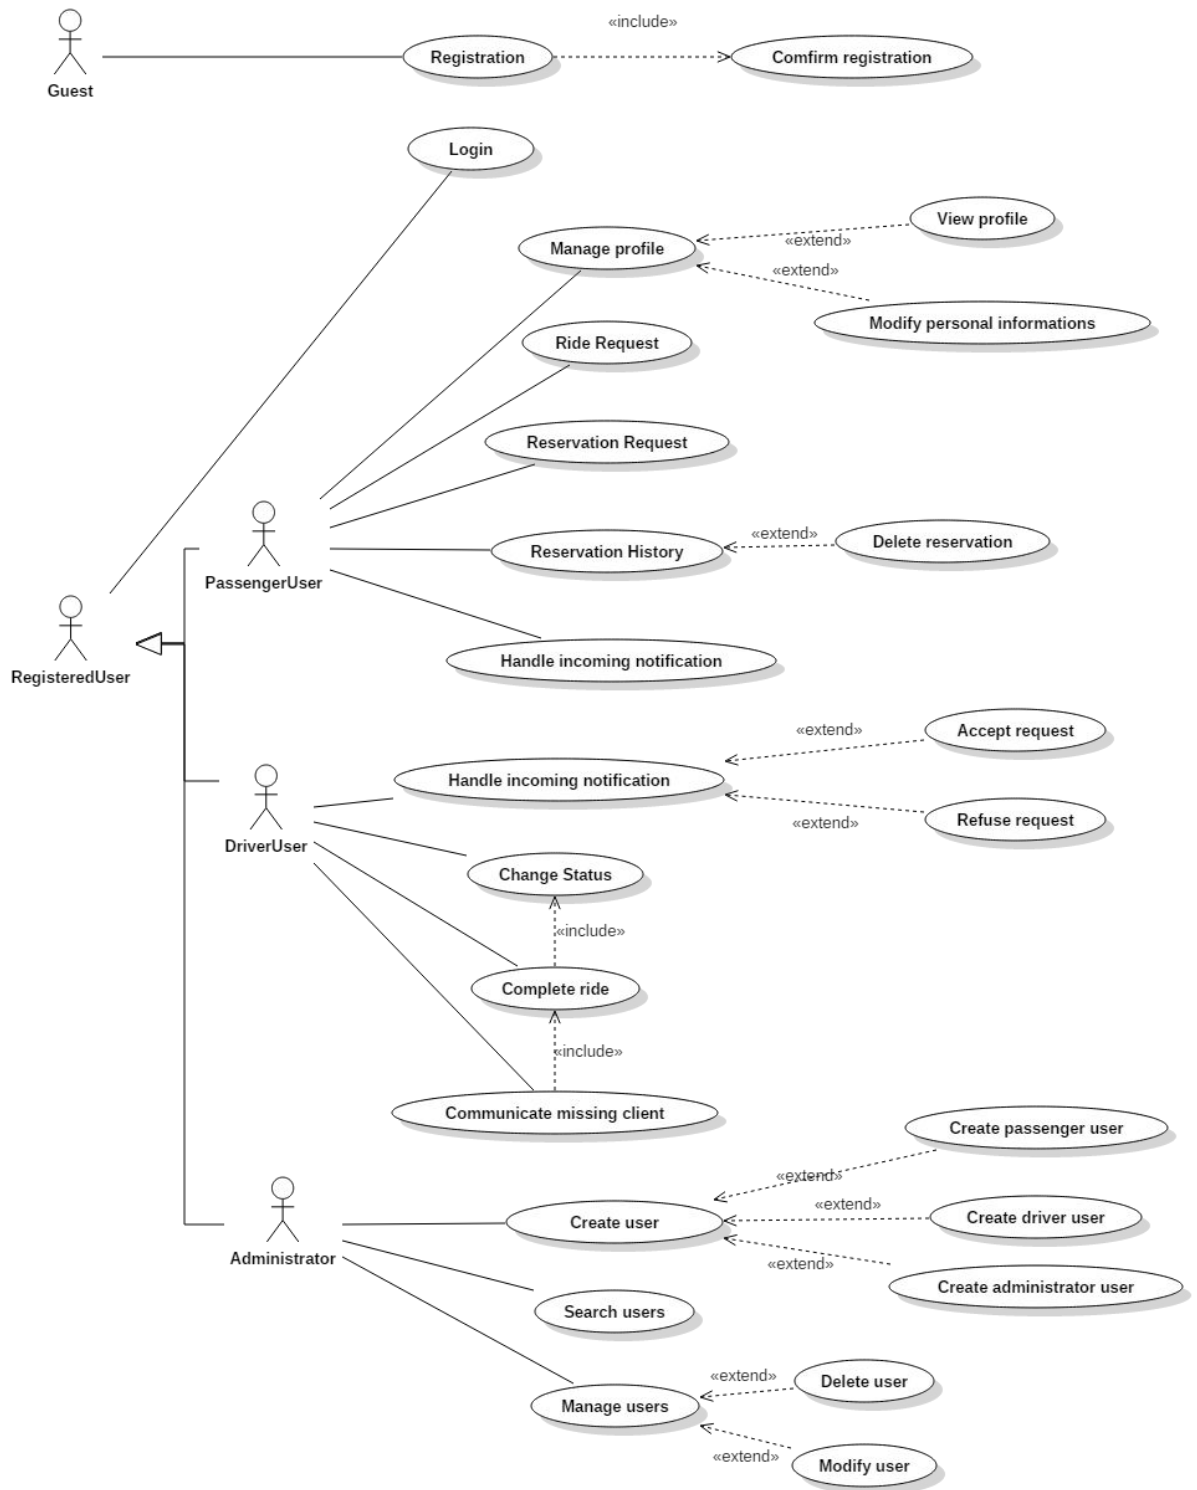 «include»
Registration
Comfirm registration
Guest
Login
View profile
Manage profile
«extend»
«extend»
Modify personal informations
Ride Request
Reservation Request
«extend»
Reservation History
Delete reservation
PassengerUser
Handle incoming notification
RegisteredUser
«extend»
Accept request
Handle incoming notification
«extend»
Refuse request
DriverUser
Change Status
«include»
Complete ride
«include»
Communicate missing client
Create passenger user
«extend»
«extend»
Create user
Create driver user
Administrator
«extend»
Create administrator user
Search users
«extend»
Delete user
Manage users
«extend»
Modify user